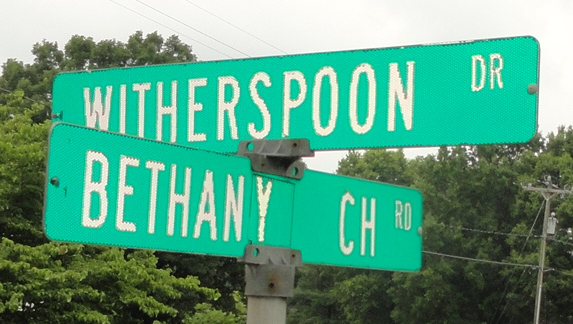 WITHERSPOON DR
BETHANY CH RD